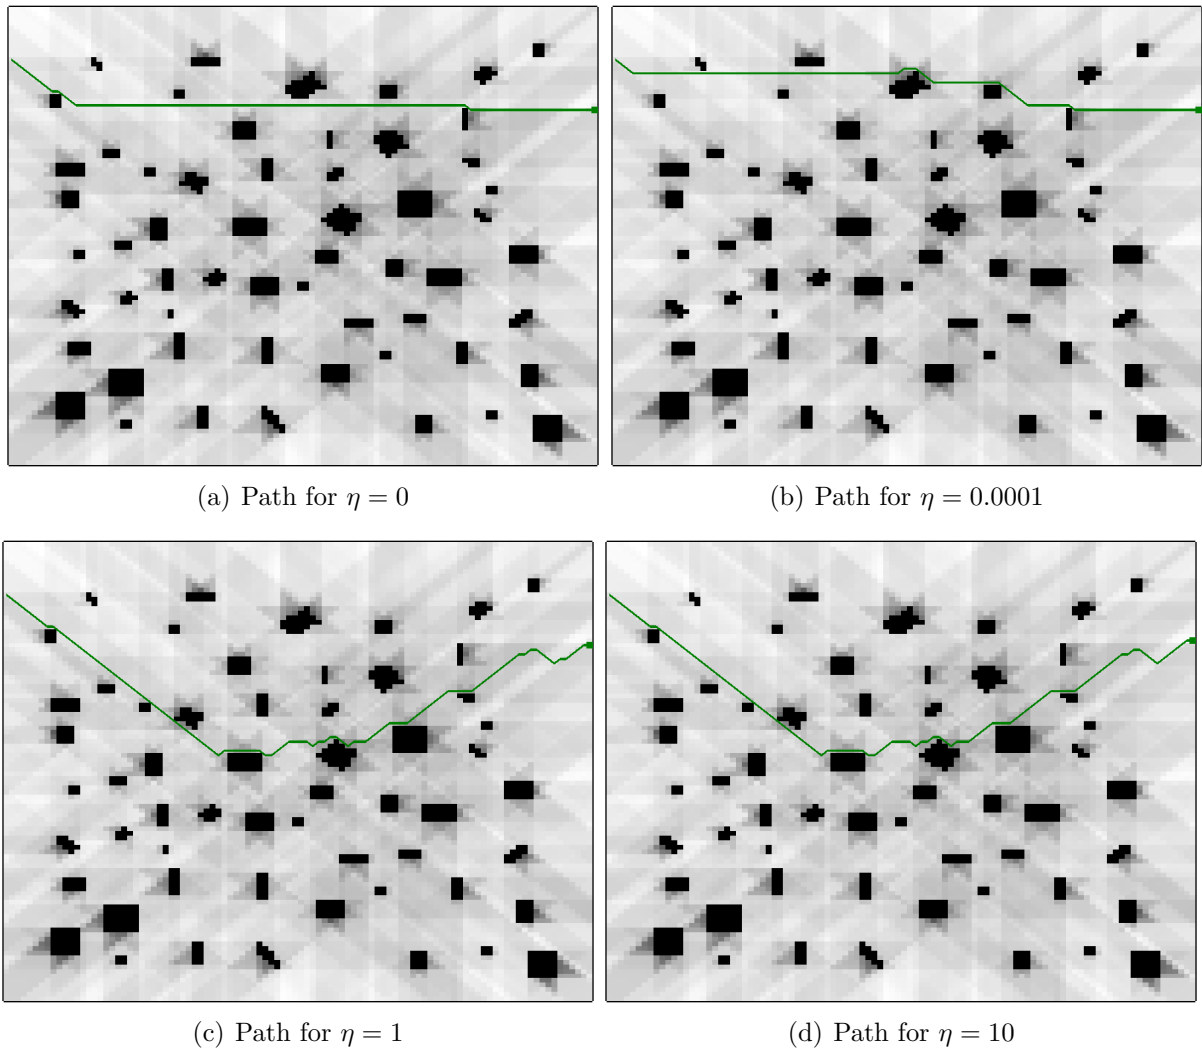 (a) Path for η = 0
(b) Path for η = 0.0001
(c) Path for η = 1
(d) Path for η = 10